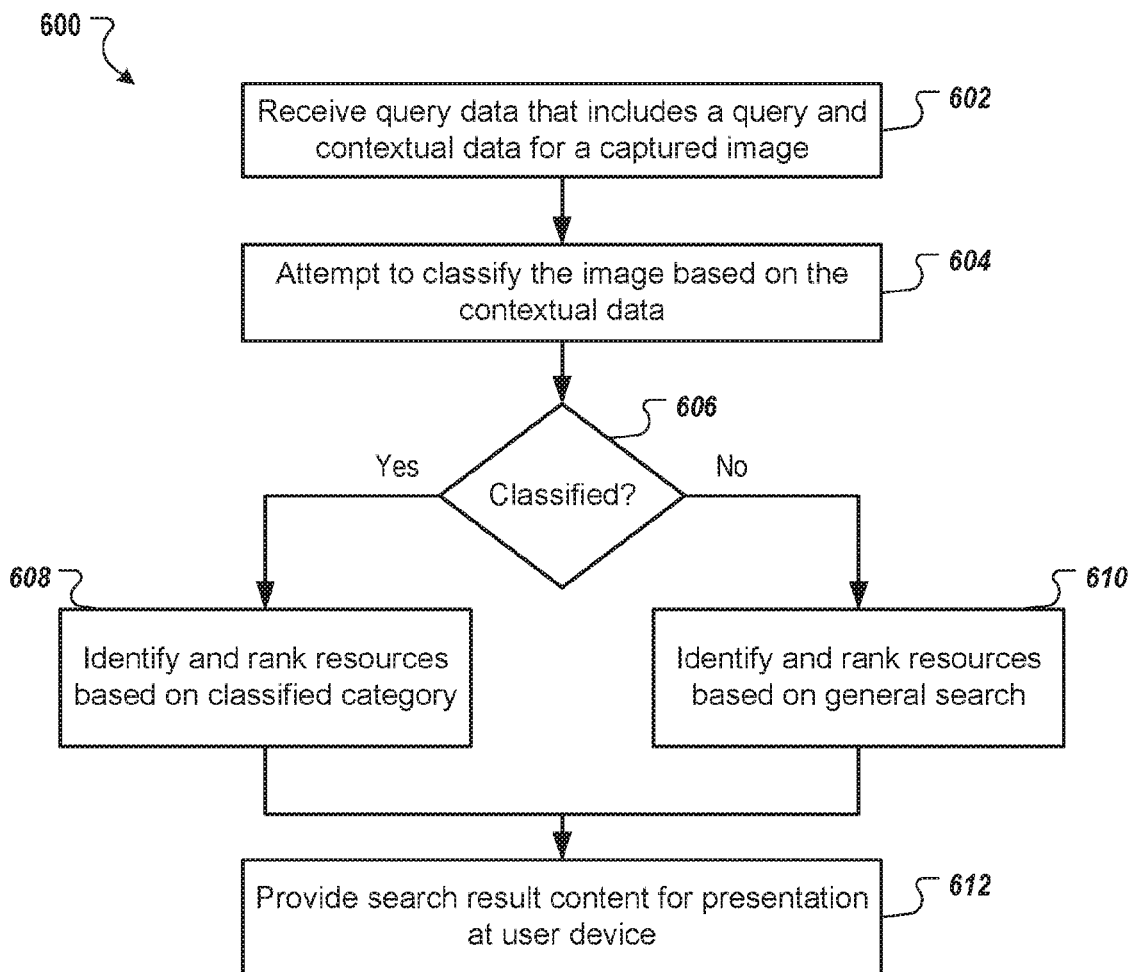 600
Receive query data that includes a query and
contextual data for a captured image
602
Attempt to classify the image based on the
contextual data
604
606
Yes
No
Classified?
608
610
Identify and rank resources
based on classified category
Identify and rank resources
based on general search
Provide search result content for presentation
at user device
612